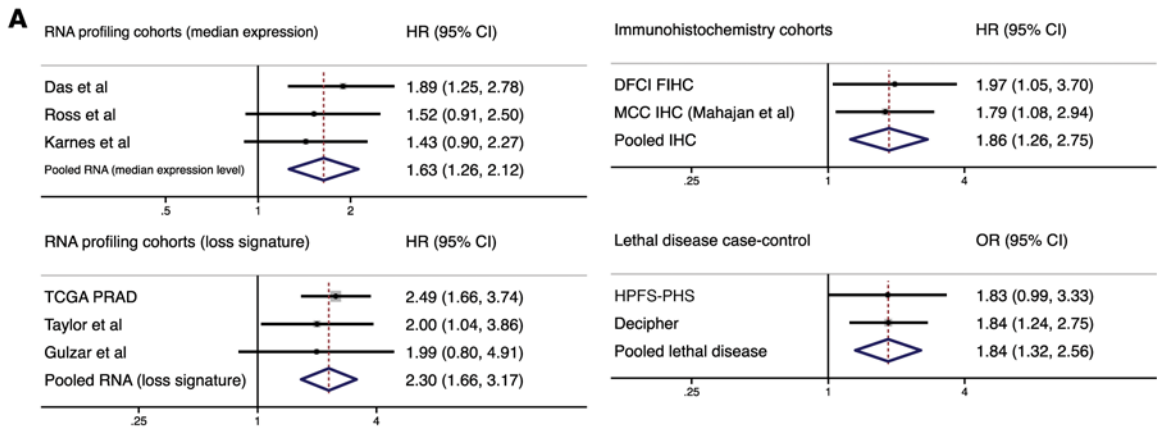 A
RNA profiling cohorts (median expression) HR (95% CI)
Das et al 1.89 (1.25, 2.78)
Ross et al 1.52 (0.91, 2.50)
Karnes et al 1.43 (0.90, 2.27)
Pooled RNA (median expression level) 1.63 (1.26, 2.12)
.5 1 2
Immunohistochemistry cohorts HR (95% CI)
DFCI FIHC 1.97 (1.05, 3.70)
MCC IHC (Mahajan et al) 1.79 (1.08, 2.94)
Pooled IHC 1.86 (1.26, 2.75)
.25 1 4
RNA profiling cohorts (loss signature) HR (95% CI)
TCGA PRAD 2.49 (1.66, 3.74)
Taylor et al 2.00 (1.04, 3.86)
Gulzar et al 1.99 (0.80, 4.91)
Pooled RNA (loss signature) 2.30 (1.66, 3.17)
.25 1 4
Lethal disease case-control OR (95% CI)
HPFS-PHS 1.83 (0.99, 3.33)
Decipher 1.84 (1.24, 2.75)
Pooled lethal disease 1.84 (1.32, 2.56)
.25 1 4